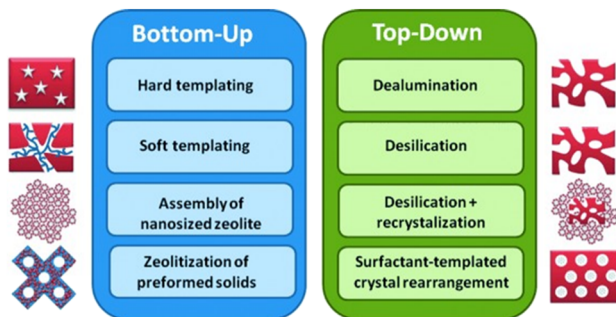 Bottom-Up
Hard templating
Soft templating
Assembly of
nanosized zeolite
Zeolitization of
preformed solids
Top-Down
Dealumination
Desilication
Desilication +
recrystalization
Surfactant-templated
crystal rearrangement